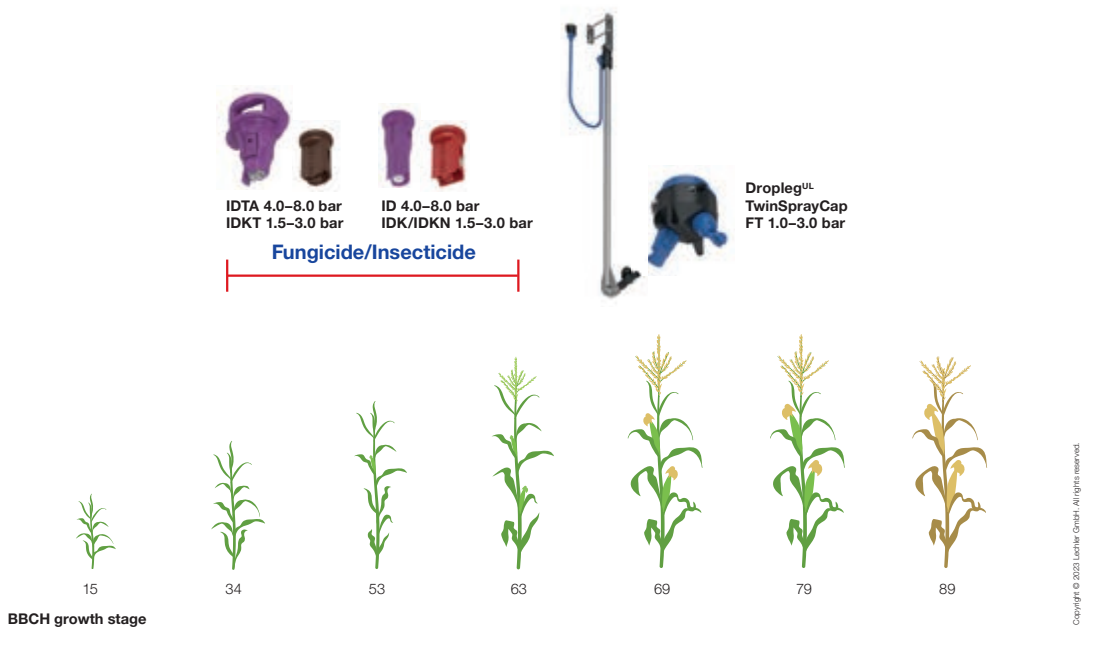 IDTA 4.0–8.0 bar
IDKT 1.5–3.0 bar
ID 4.0–8.0 bar
IDK/IDKN 1.5–3.0 bar
DroplegUL
TwinSprayCap
FT 1.0–3.0 bar
Fungicide/Insecticide
15
34
53
63
69
79
89
BBCH growth stage
Copyright © 2023 Lechler GmbH. All rights reserved.